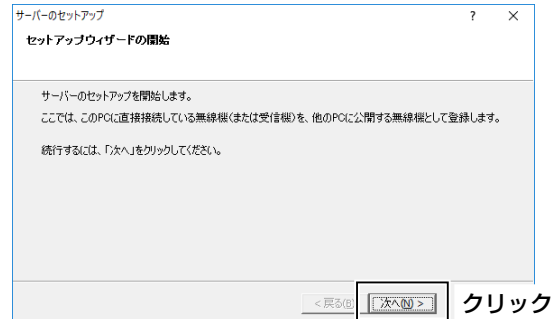 サーバーのセットアップ
? ×
セットアップウィザードの開始
サーバーのセットアップを開始します。
ここでは、このPCに直接接続している無線機(または受信機)を、他のPCに公開する無線機として登録します。
続行するには、「次へ」をクリックしてください。
< 戻る(B)
次へ(N) >
クリック